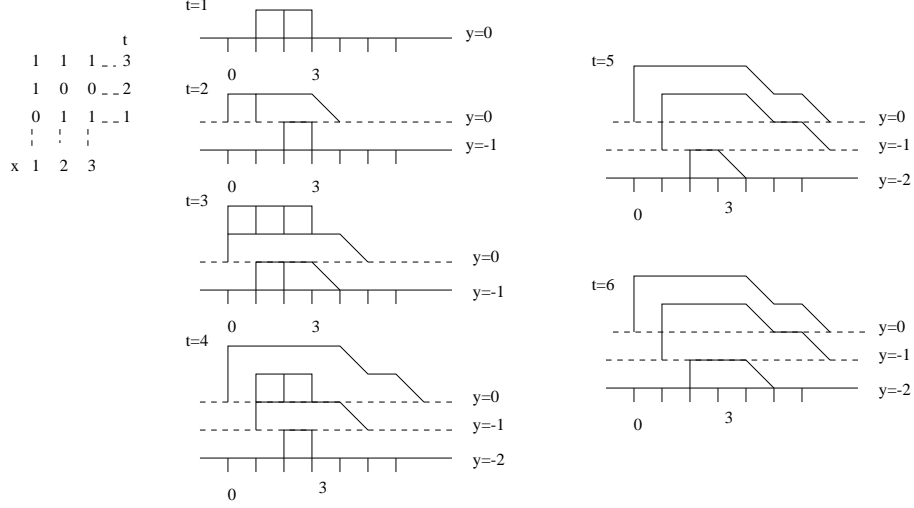 t
1 1 1 3
1 0 0 2
0 1 1 1
x 1 2 3
t=1
y=0
0 3
t=2
y=0
y=-1
0 3
t=3
y=0
y=-1
0 3
t=4
y=0
y=-1
y=-2
0 3
t=5
y=0
y=-1
y=-2
0 3
t=6
y=0
y=-1
y=-2
0 3